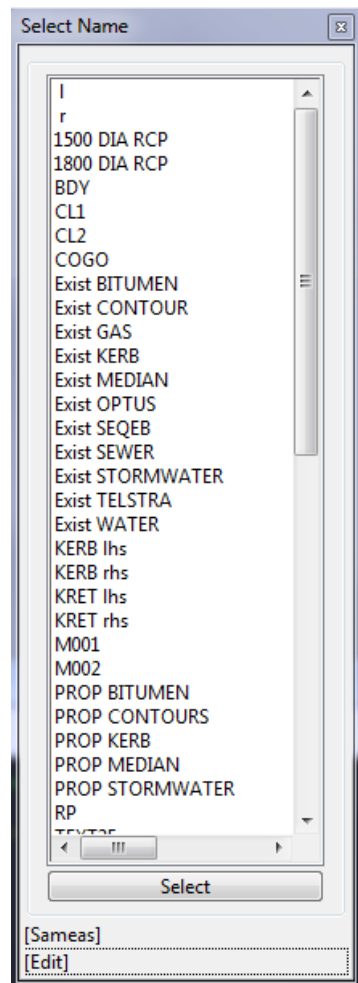 Select Name
l
r
1500 DIA RCP
1800 DIA RCP
BDY
CL1
CL2
COGO
Exist BITUMEN
Exist CONTOUR
Exist GAS
Exist KERB
Exist MEDIAN
Exist OPTUS
Exist SEQEB
Exist SEWER
Exist STORMWATER
Exist TELSTRA
Exist WATER
KERB lhs
KERB rhs
KRET lhs
KRET rhs
M001
M002
PROP BITUMEN
PROP CONTOURS
PROP KERB
PROP MEDIAN
PROP STORMWATER
RP
Select
[Sameas]
[Edit]